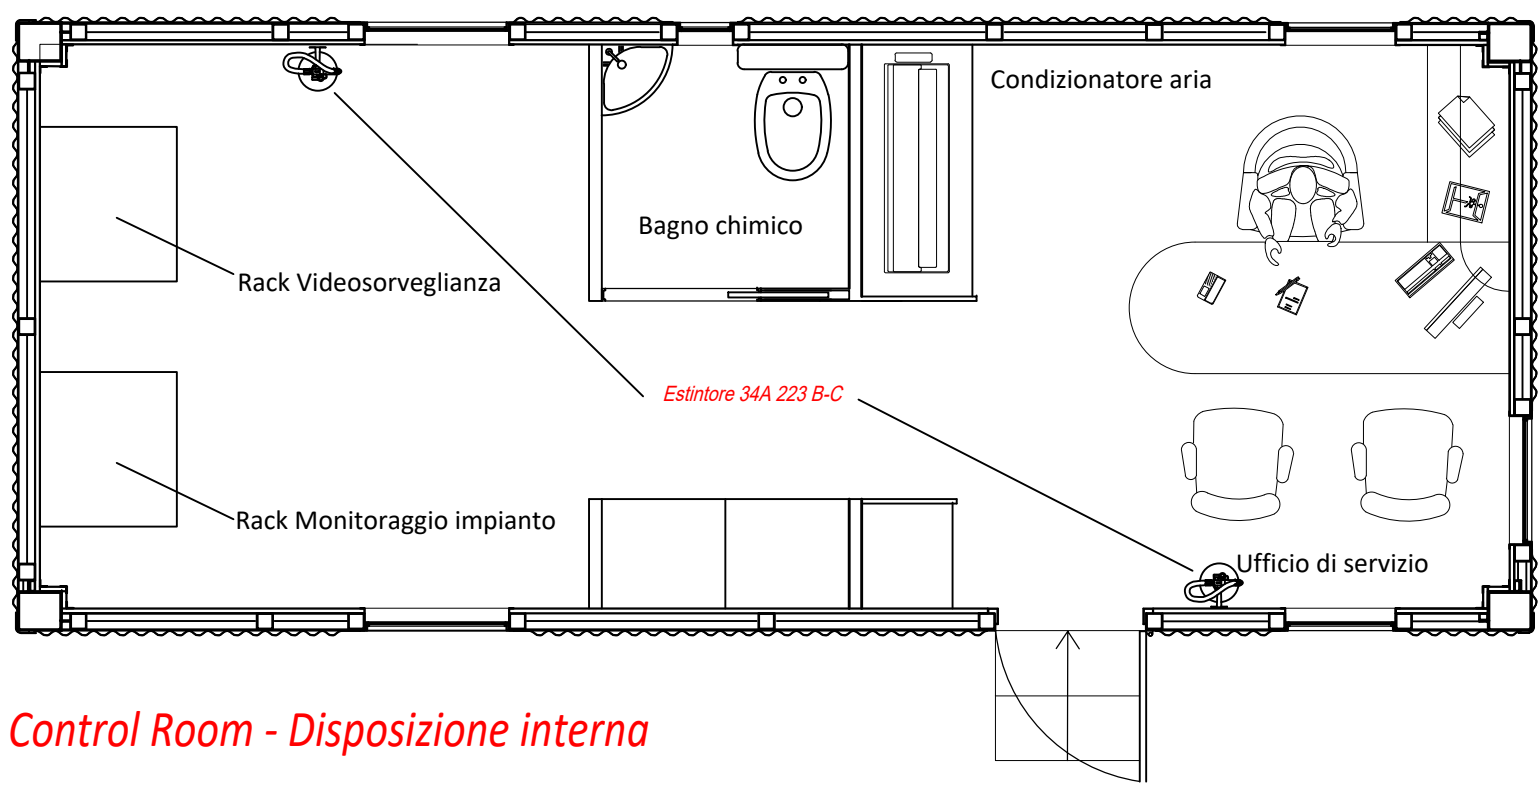 Condizionatore aria
Bagno chimico
Rack Videosorveglianza
Estintore 34A 223 B-C
Rack Monitoraggio impianto
Ufficio di servizio
Control Room - Disposizione interna